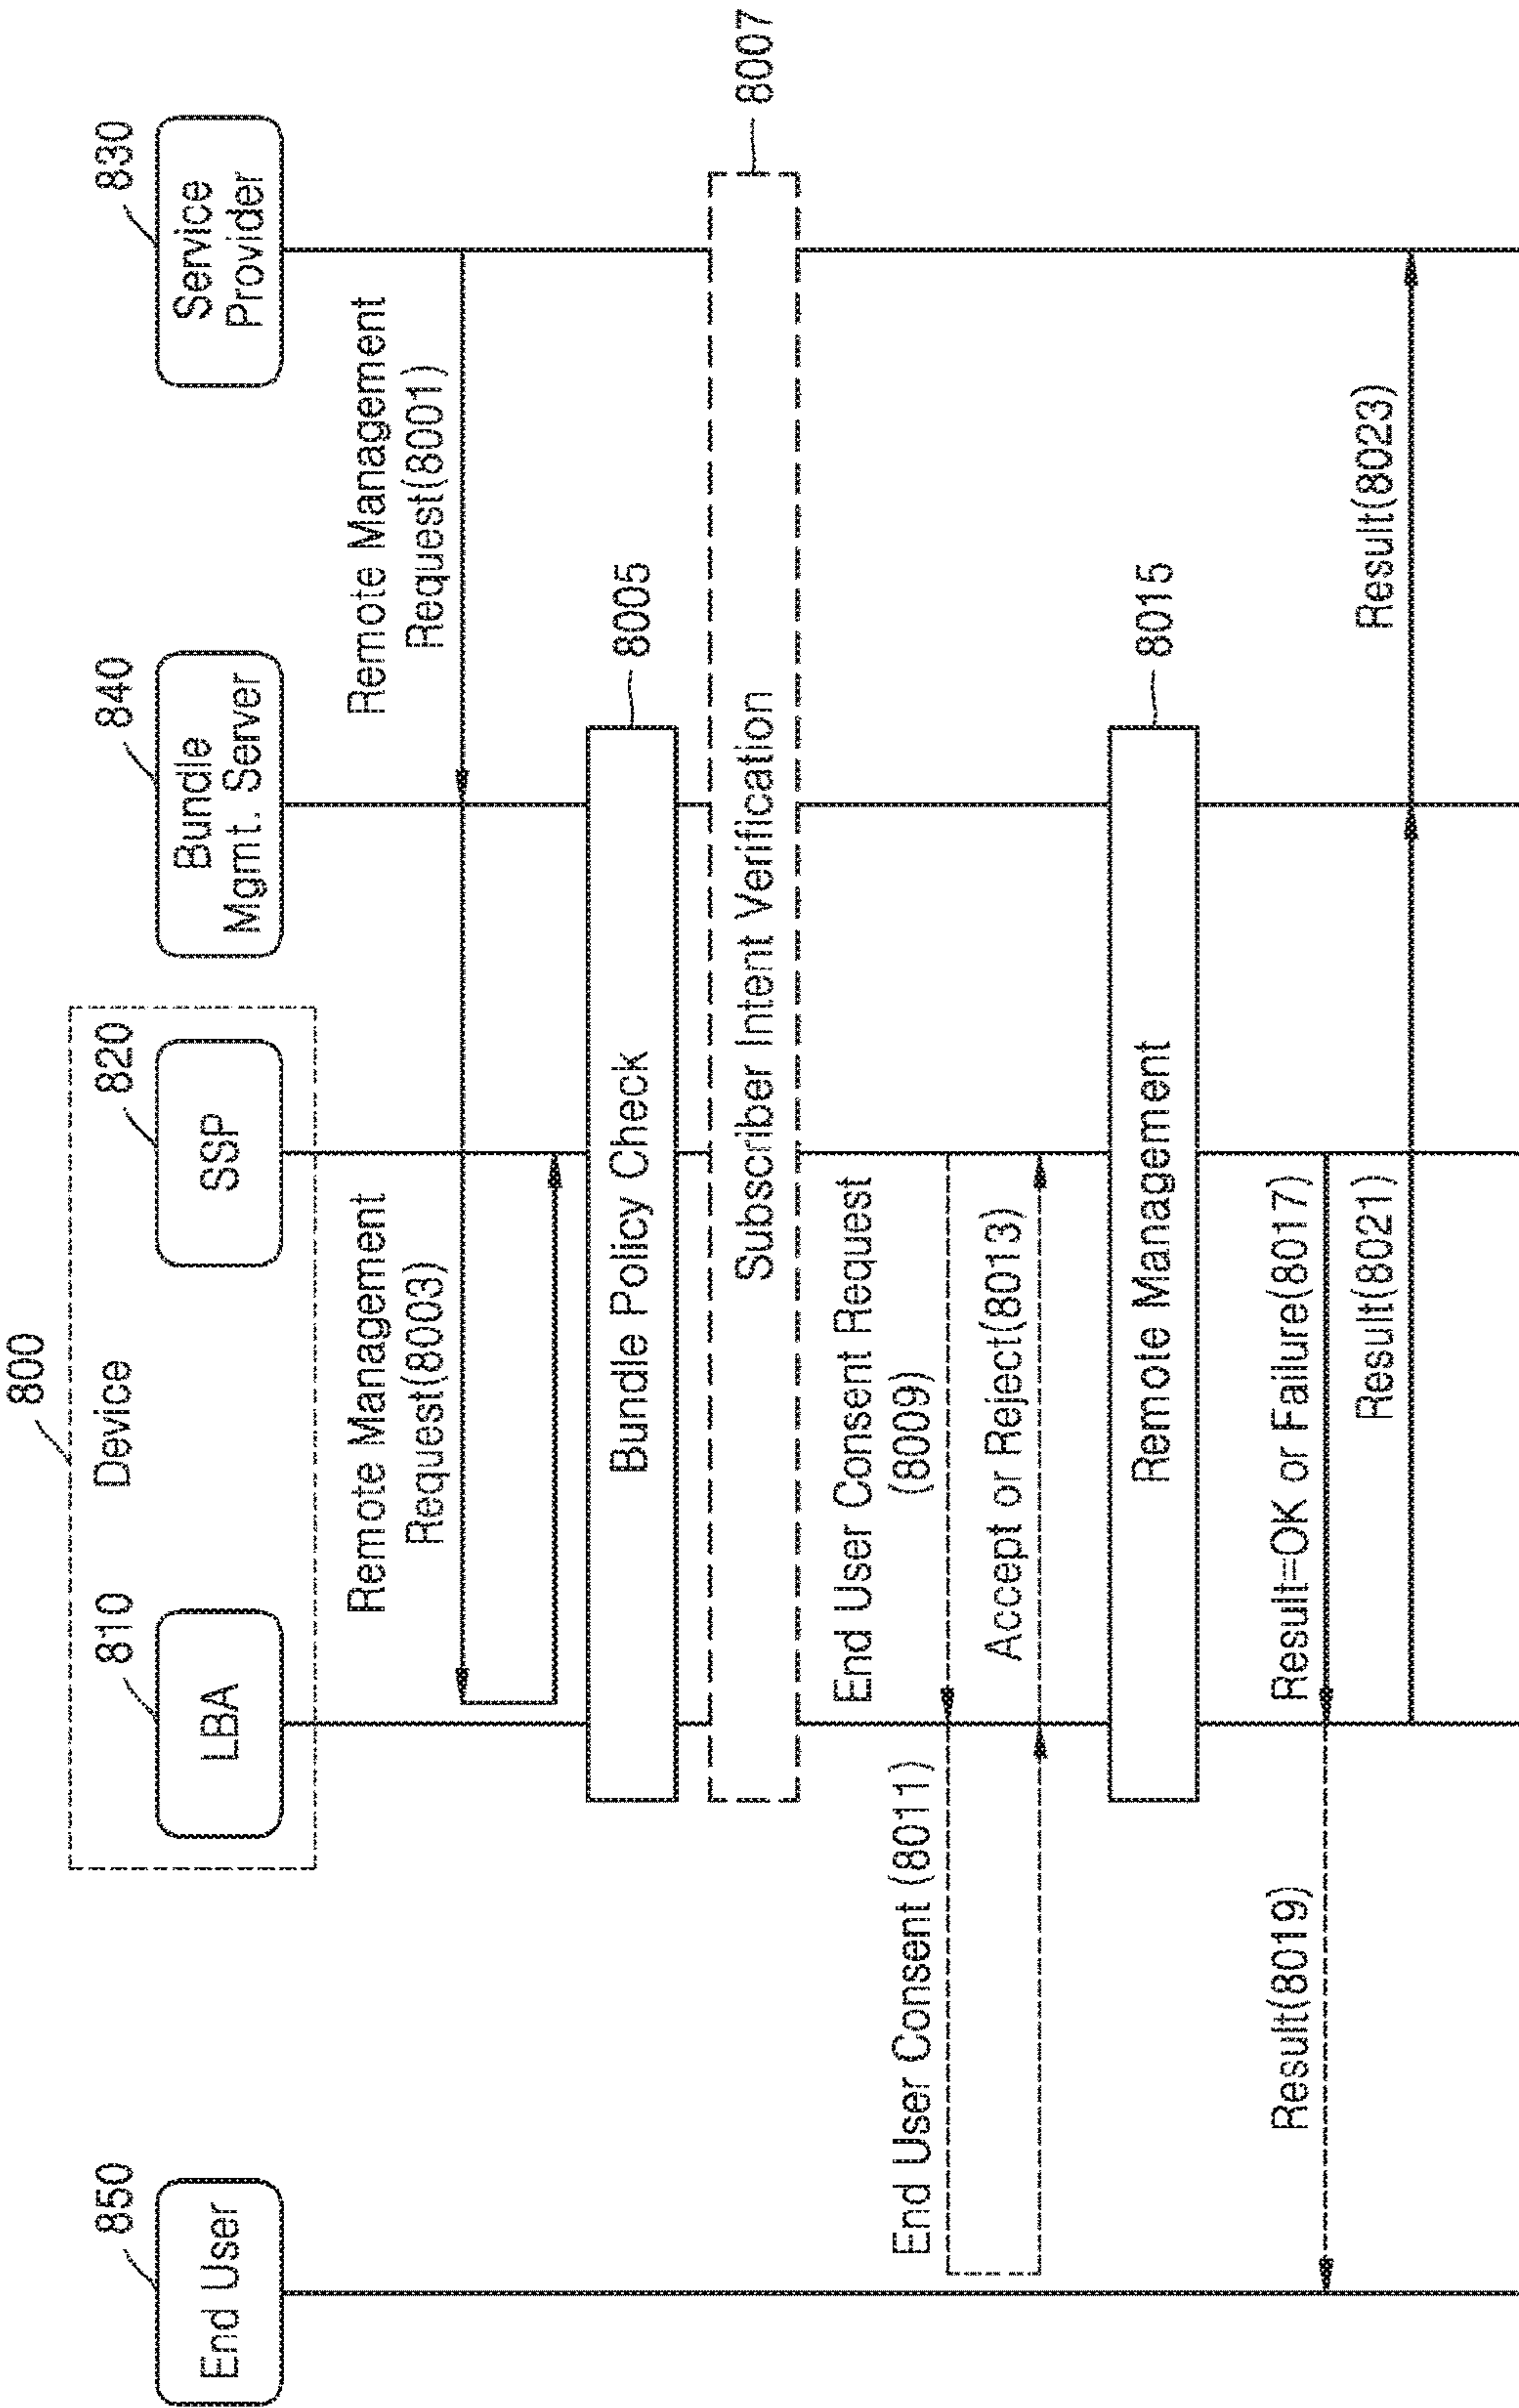 800
Device
850
End User
810
LBA
820
SSP
840
Bundle
Mgmt. Server
830
Service
Provider
Remote Management
Request(8001)
Remote Management
Request(8003)
Bundle Policy Check
8005
Subscriber Intent Verification
8007
End User Consent Request
(8009)
End User Consent (8011)
Accept or Reject(8013)
Remote Management
8015
Result=OK or Failure(8017)
Result(8019)
Result(8021)
Result(8023)